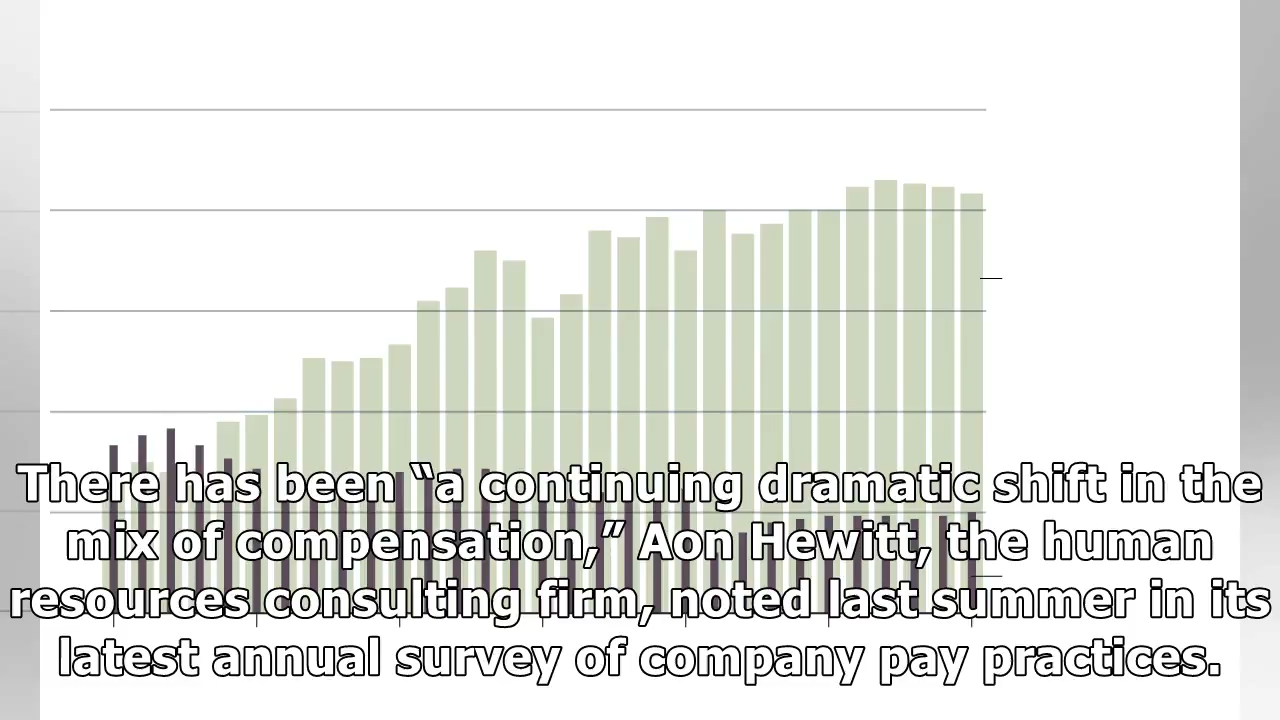 There has been “a continuing dramatic shift in the
mix of compensation,” Aon Hewitt, the human
resources consulting firm, noted last summer in its
latest annual survey of company pay practices.